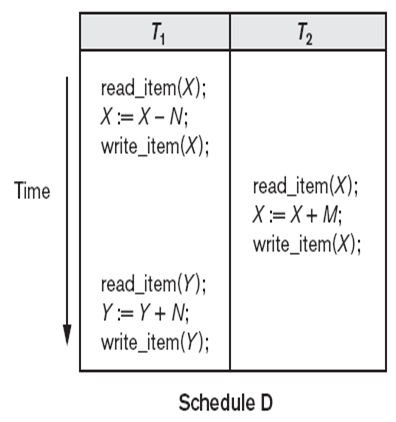 T₁ T₂
read_item(X);
X := X – N;
write_item(X);
Time
read_item(X);
X := X + M;
write_item(X);
read_item(Y);
Y := Y + N;
write_item(Y);
Schedule D